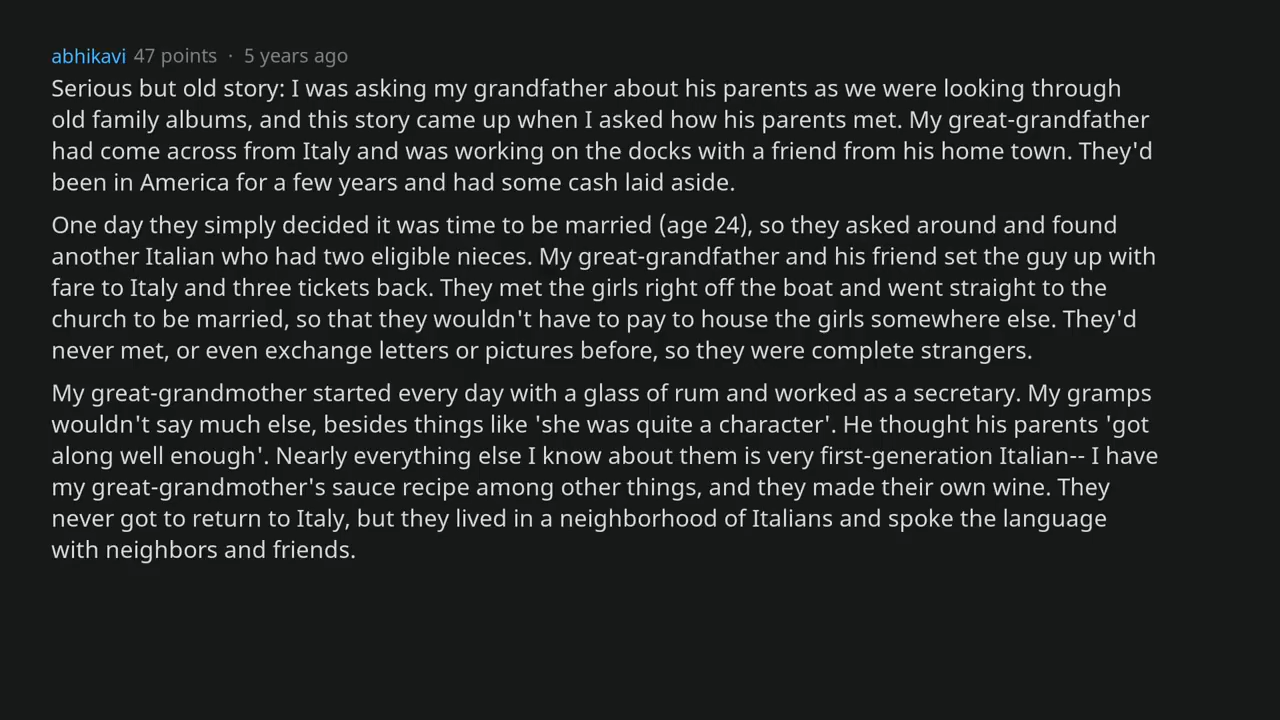 abhikavi 47 points · 5 years ago
Serious but old story: I was asking my grandfather about his parents as we were looking through
old family albums, and this story came up when I asked how his parents met. My great-grandfather
had come across from Italy and was working on the docks with a friend from his home town. They'd
been in America for a few years and had some cash laid aside.
One day they simply decided it was time to be married (age 24), so they asked around and found
another Italian who had two eligible nieces. My great-grandfather and his friend set the guy up with
fare to Italy and three tickets back. They met the girls right off the boat and went straight to the
church to be married, so that they wouldn't have to pay to house the girls somewhere else. They'd
never met, or even exchange letters or pictures before, so they were complete strangers.
My great-grandmother started every day with a glass of rum and worked as a secretary. My gramps
wouldn't say much else, besides things like 'she was quite a character'. He thought his parents 'got
along well enough'. Nearly everything else I know about them is very first-generation Italian-- I have
my great-grandmother's sauce recipe among other things, and they made their own wine. They
never got to return to Italy, but they lived in a neighborhood of Italians and spoke the language
with neighbors and friends.